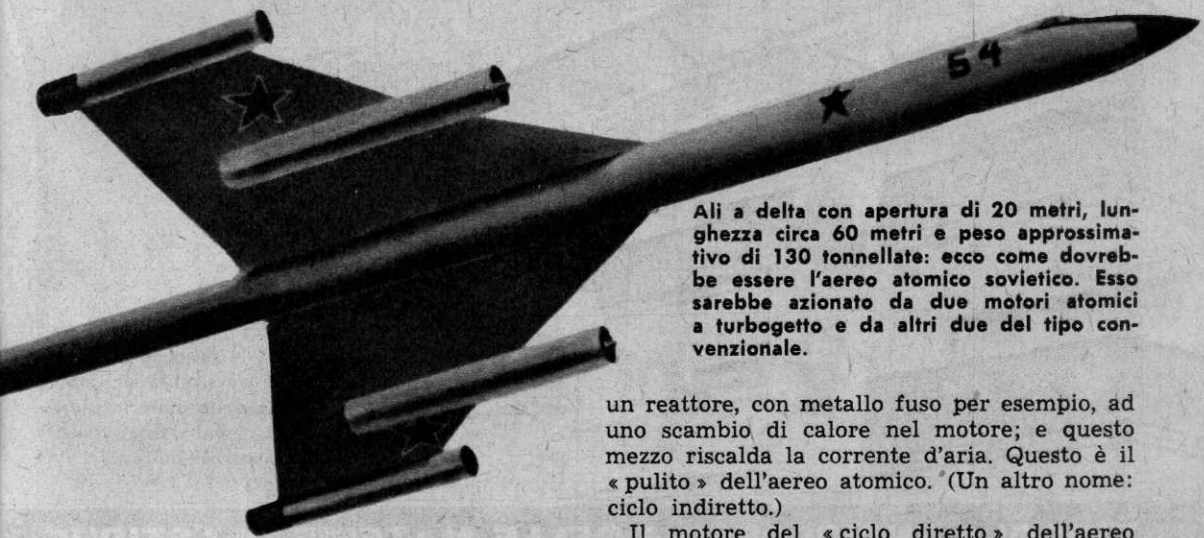 54
Ali a delta con apertura di 20 metri, lun-
ghezza circa 60 metri e peso approssima-
tivo di 130 tonnellate: ecco come dovreb-
be essere l'aereo atomico sovietico. Esso
sarebbe azionato da due motori atomici
a turbogetto e da altri due del tipo con-
venzionale.
un reattore, con metallo fuso per esempio, ad
uno scambio di calore nel motore; e questo
mezzo riscalda la corrente d'aria. Questo è il
« pulito » dell'aereo atomico. (Un altro nome:
ciclo indiretto.)
Il motore del « ciclo diretto » dell'aereo